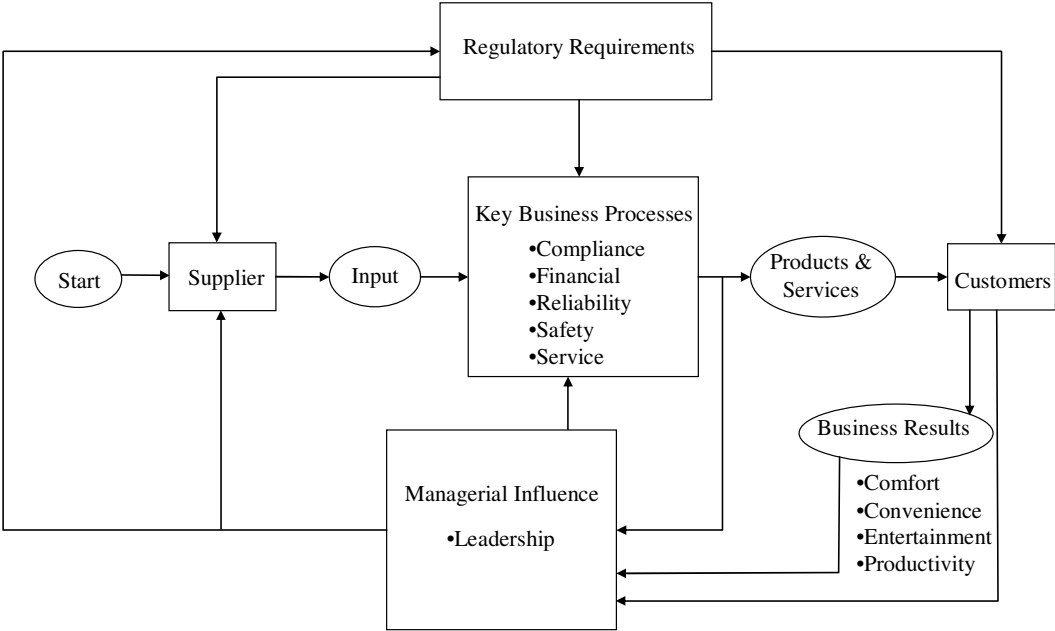 Regulatory Requirements
Key Business Processes
•Compliance
•Financial
•Reliability
•Safety
•Service
Start
Supplier
Input
Products &
Services
Customers
Business Results
•Comfort
•Convenience
•Entertainment
•Productivity
Managerial Influence
•Leadership